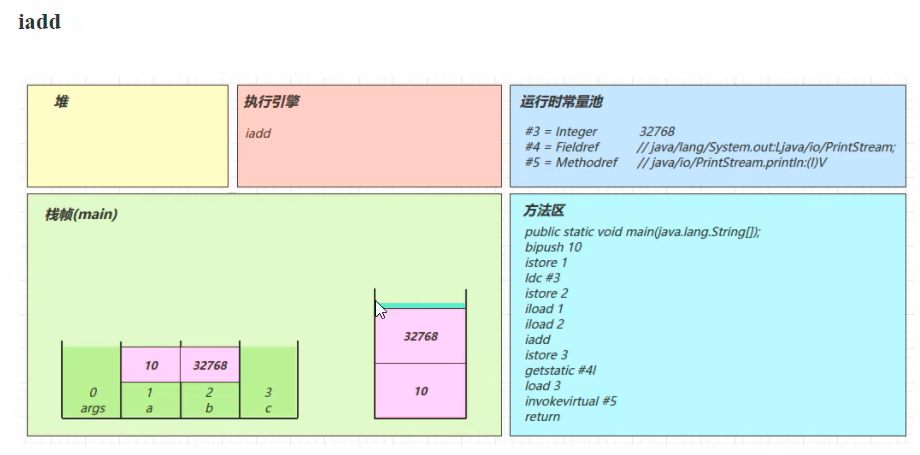 iadd
堆
执行引擎
iadd
运行时常量池
#3 = Integer 32768
#4 = Fieldref // java/lang/System.out:Ljava/io/PrintStream;
#5 = Methodref // java/io/PrintStream.println:(I)V
栈帧(main)
32768
10
10 32768
0 1 2 3
args a b c
方法区
public static void main(java.lang.String[]);
bipush 10
istore 1
ldc #3
istore 2
iload 1
iload 2
iadd
istore 3
getstatic #4l
load 3
invokevirtual #5
return